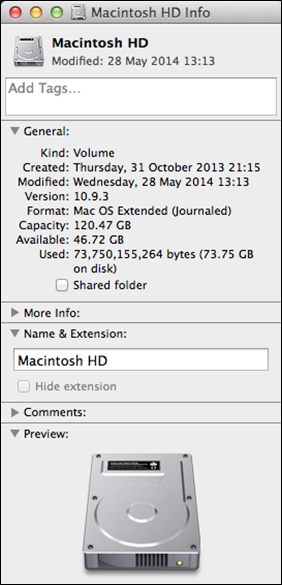 Macintosh HD Info
Macintosh HD
Modified: 28 May 2014 13:13
Add Tags...
General:
Kind: Volume
Created: Thursday, 31 October 2013 21:15
Modified: Wednesday, 28 May 2014 13:13
Version: 10.9.3
Format: Mac OS Extended (Journaled)
Capacity: 120.47 GB
Available: 46.72 GB
Used: 73,750,155,264 bytes (73.75 GB
on disk)
Shared folder
More Info:
Name & Extension:
Macintosh HD
Hide extension
Comments:
Preview: